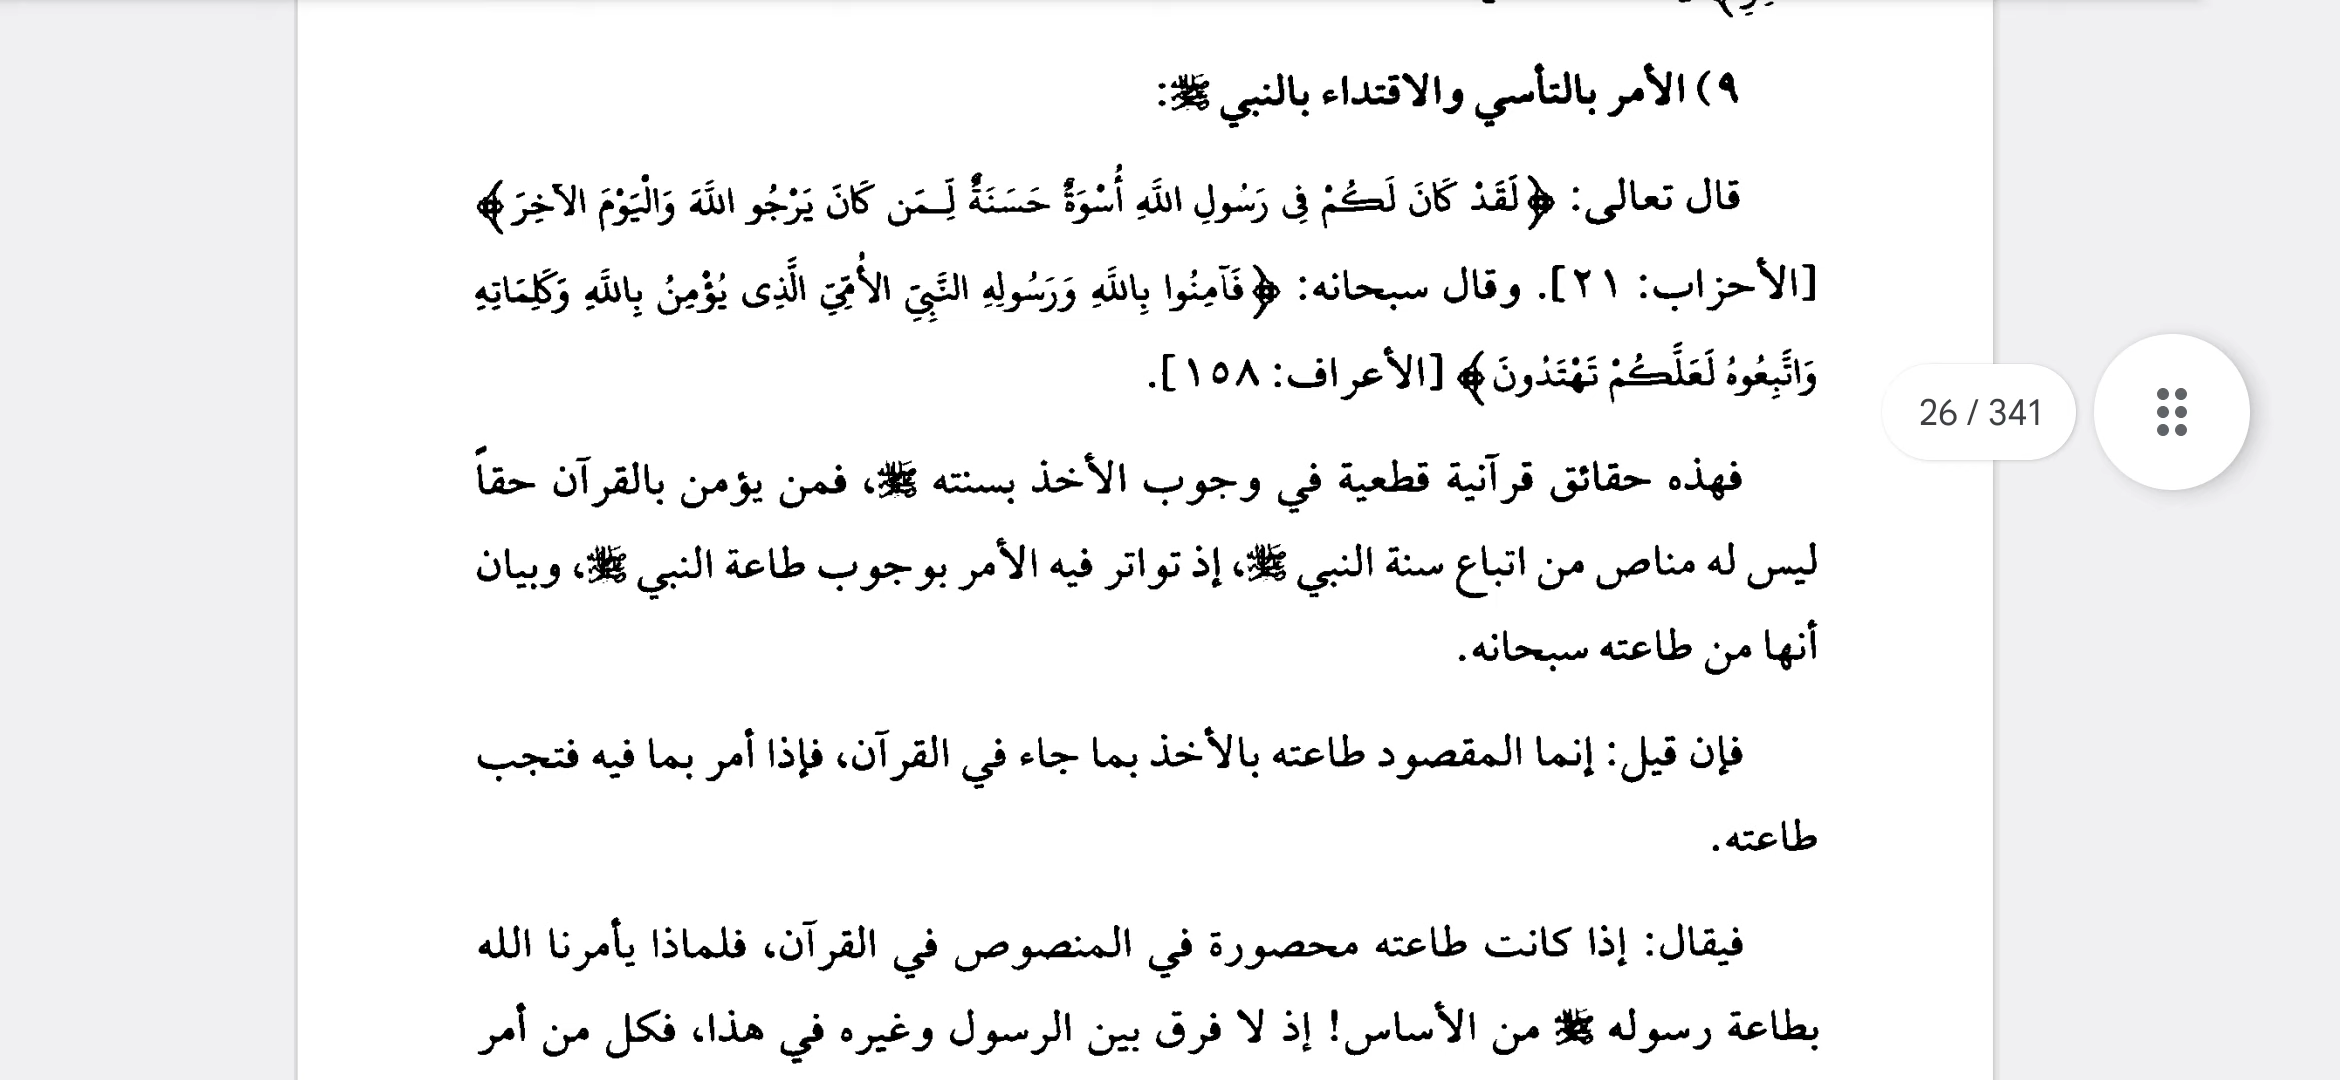 ٩) الأمر بالتأسي والاقتداء بالنبي ﷺ:
قال تعالى: ﴿لَقَدْ كَانَ لَكُمْ فِى رَسُولِ اللَّهِ أُسْوَةٌ حَسَنَةٌ لِّـمَن كَانَ يَرْجُو اللَّهَ وَالْيَوْمَ الآخِرَ﴾
[الأحزاب: ٢١]. وقال سبحانه: ﴿فَآمِنُوا بِاللَّهِ وَرَسُولِهِ النَّبِيِّ الأُمِّيِّ الَّذِى يُؤْمِنُ بِاللَّهِ وَكَلِمَاتِهِ
وَاتَّبِعُوهُ لَعَلَّكُمْ تَهْتَدُونَ﴾ [الأعراف: ١٥٨].
26 / 341
فهذه حقائق قرآنية قطعية في وجوب الأخذ بسنته ﷺ، فمن يؤمن بالقرآن حقاً
ليس له مناص من اتباع سنة النبي ﷺ، إذ تواتر فيه الأمر بوجوب طاعة النبي ﷺ، وبيان
أنها من طاعته سبحانه.
فإن قيل: إنما المقصود طاعته بالأخذ بما جاء في القرآن، فإذا أمر بما فيه فتجب
طاعته.
فيقال: إذا كانت طاعته محصورة في المنصوص في القرآن، فلماذا يأمرنا الله
بطاعة رسوله ﷺ من الأساس! إذ لا فرق بين الرسول وغيره في هذا، فكل من أمر